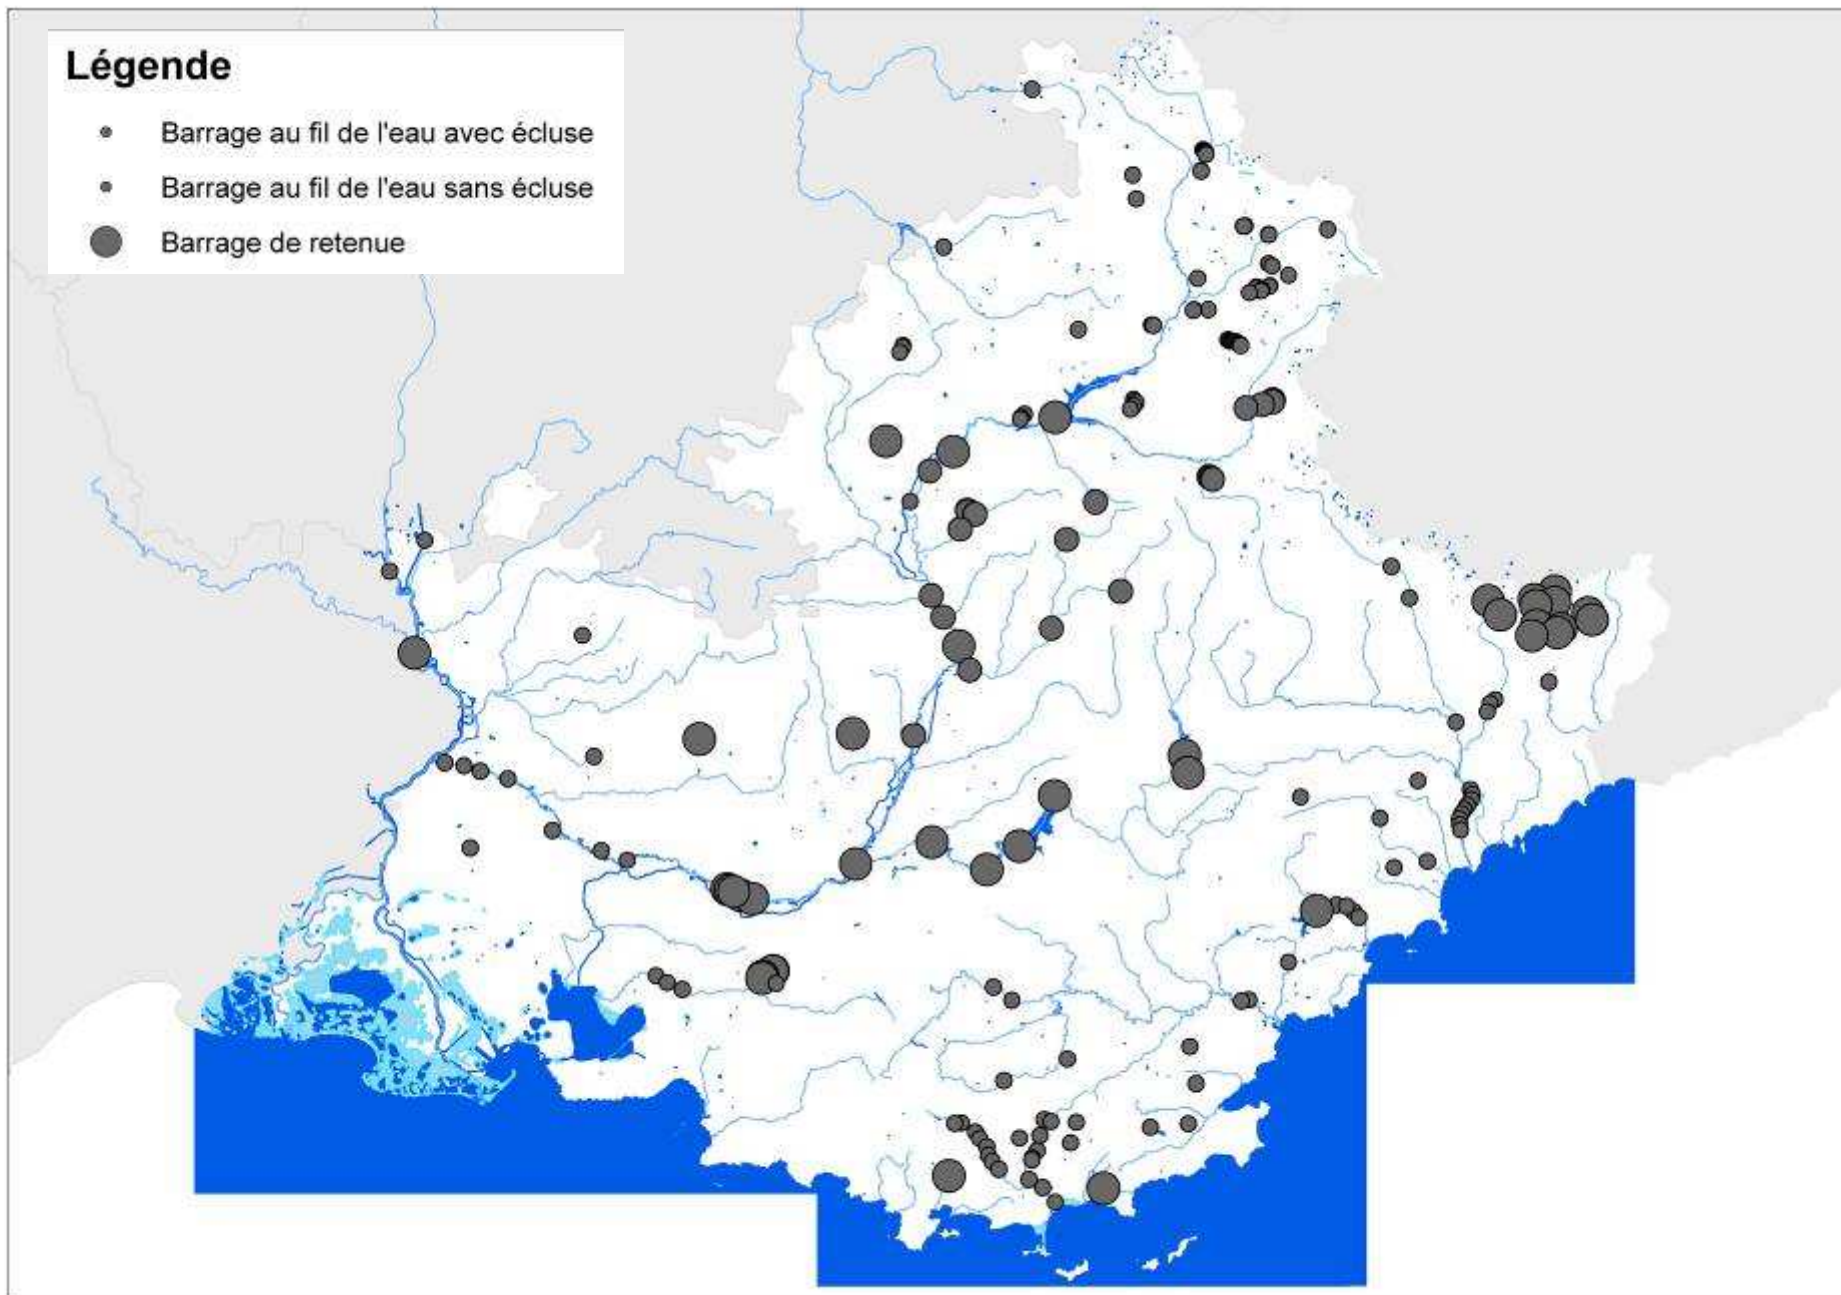 Légende
Barrage au fil de l'eau avec écluse
Barrage au fil de l'eau sans écluse
Barrage de retenue